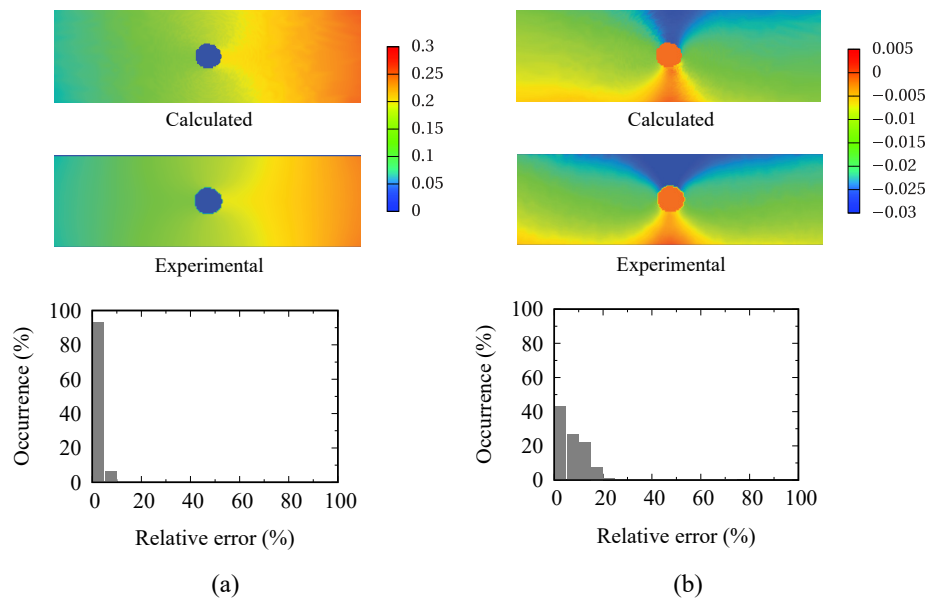 0.3
0.25
0.2
0.15
0.1
0.05
0
Calculated
Experimental
0.005
0
−0.005
−0.01
−0.015
−0.02
−0.025
−0.03
Calculated
Experimental
Occurrence (%)
100
80
60
40
20
0
0 20 40 60 80 100
Relative error (%)
(a)
Occurrence (%)
100
80
60
40
20
0
0 20 40 60 80 100
Relative error (%)
(b)